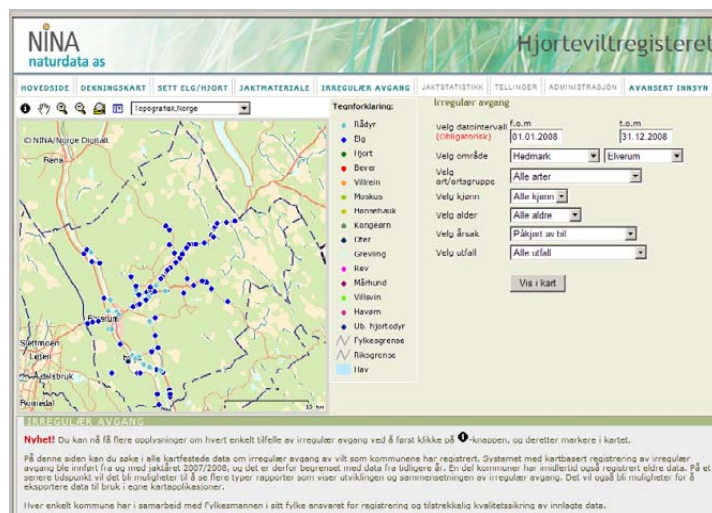 NINA
naturdata as
Hjorteviltregisteret
HOVEDSIDE DEKNINGSKART SETT ELG/HJORT JAKTMATERIALE IRREGULÆR AVGANG JAKTSTATISTIKK TELLINGER ADMINISTRASJON AVANSERT INNSYN
Topografisk_Norge
© NINA/Norge Digitalt
Rena
Elverum
Løten
Ådalsbruk
Romedal
10 km
Tegnforklaring:
Rådyr
Elg
Hjort
Bever
Villrein
Moskus
Hønsehauk
Kongeørn
Oter
Grevling
Rev
Mårhund
Villsvin
Havørn
Ub. hjortedyr
Fylkesgrense
Riksgrense
Hav
Irregulær avgang
f.o.m t.o.m
Velg datointervall 01.01.2008 31.12.2008
(Obligatorisk)
Velg område Hedmark Elverum
Velg
art/artsgruppe Alle arter
Velg kjønn Alle kjønn
Velg alder Alle aldre
Velg årsak Påkjørt av bil
Velg utfall Alle utfall
Vis i kart
IRREGULÆR AVGANG
Nyhet! Du kan nå få flere opplysninger om hvert enkelt tilfelle av irregulær avgang ved å først klikke på -knappen, og deretter markere i kartet.
På denne siden kan du søke i alle kartfestede data om irregulær avgang av vilt som kommunene har registrert. Systemet med kartbasert registrering av irregulær
avgang ble innført fra og med jaktåret 2007/2008, og det er derfor begrenset med data fra tidligere år. En del kommuner har imidlertid også registrert eldre data. På et
senere tidspunkt vil det bli muligheter til å se flere typer rapporter som viser utviklingen og sammensetningen av irregulær avgang. Det vil også bli muligheter for å
eksportere data til bruk i egne kartapplikasjoner.
Hver enkelt kommune har i samarbeid med Fylkesmannen i sitt fylke ansvaret for registrering og tilstrekkelig kvalitetssikring av innlagte data.